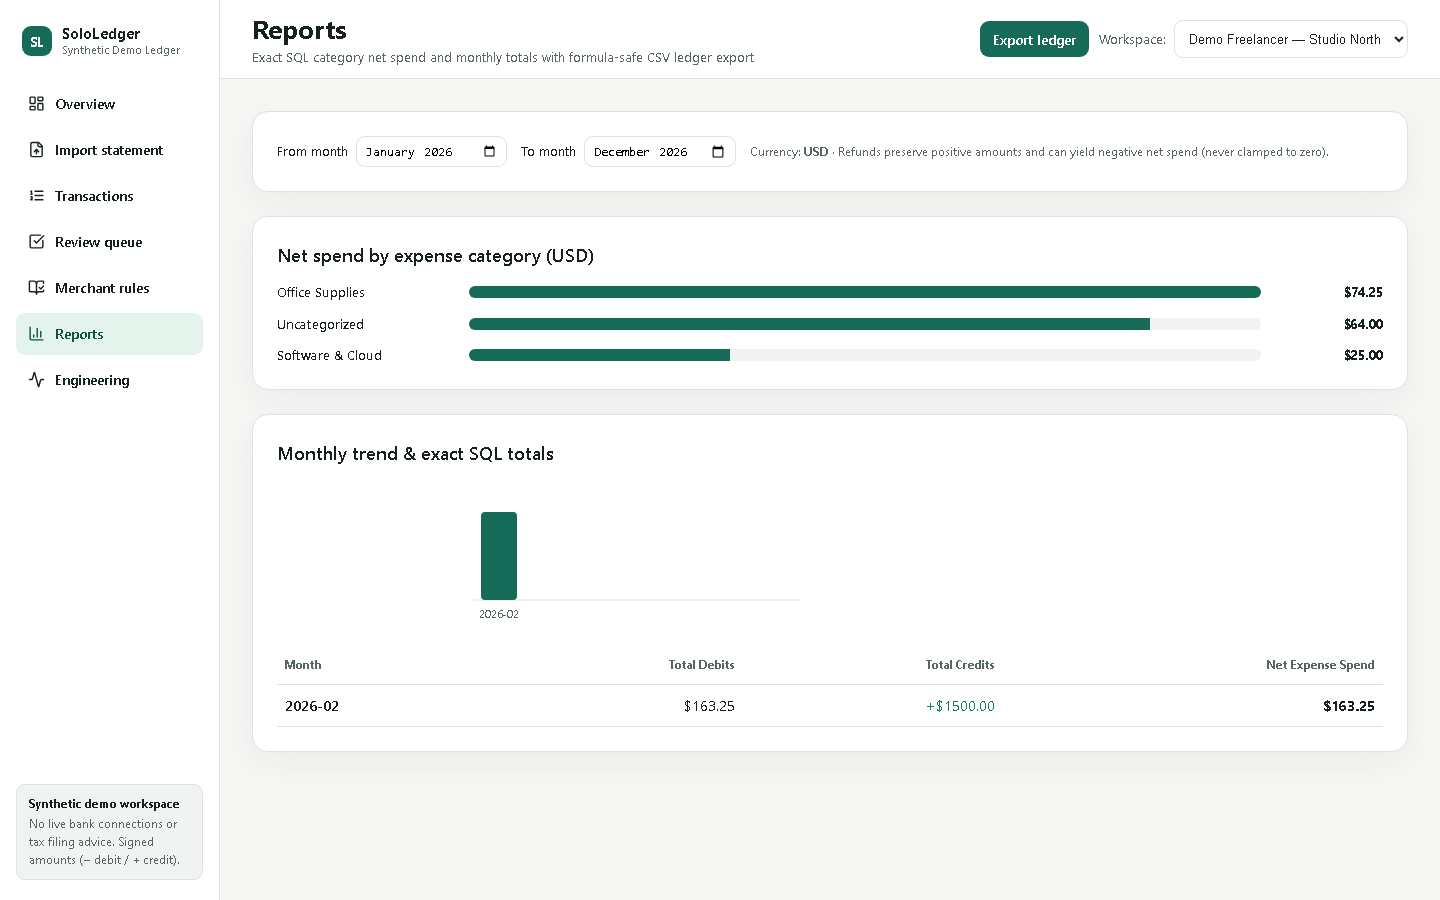 SL
SoloLedger
Synthetic Demo Ledger
Overview
Import statement
Transactions
Review queue
Merchant rules
Reports
Engineering
Synthetic demo workspace
No live bank connections or
tax filing advice. Signed
amounts (− debit / + credit).
Reports
Exact SQL category net spend and monthly totals with formula-safe CSV ledger export
Export ledger
Workspace:
Demo Freelancer — Studio North
From month
January 2026
To month
December 2026
Currency: USD · Refunds preserve positive amounts and can yield negative net spend (never clamped to zero).
Net spend by expense category (USD)
Office Supplies $74.25
Uncategorized $64.00
Software & Cloud $25.00
Monthly trend & exact SQL totals
2026-02
Month Total Debits Total Credits Net Expense Spend
2026-02 $163.25 +$1500.00 $163.25